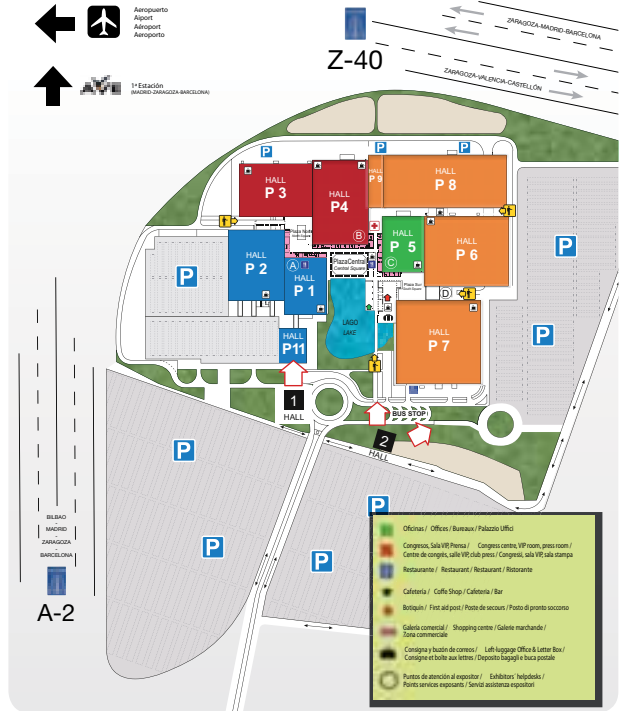 Aeropuerto
Aiport
Aéroport
Aeroporto
1ª Estación
(MADRID-ZARAGOZA-BARCELONA)
Z-40
ZARAGOZA-MADRID-BARCELONA
ZARAGOZA-VALENCIA-CASTELLÓN
P
P
P
HALL
P 3
HALL
P4
B
HALL
P 9
HALL
P 8
HALL
P 2
A
HALL
P 1
Plaza Central
Central Square
HALL
P 5
C
HALL
P 6
Plaza Sur
South Square
D
P
P
P
LAGO
LAKE
HALL
P11
HALL
P 7
1
HALL
BUS STOP
2
HALL
P
P
P
P
BILBAO
-
MADRID
-
ZARAGOZA
-
BARCELONA
A-2
Oficinas / Offices / Bureaux / Palazzio Uffici
Congresos, Sala VIP, Prensa / Congress centre, VIP room, press room /
Centre de congrès, salle VIP, club press / Congressi, sala VIP, sala stampa
Restaurante / Restaurant / Restaurant / Ristorante
Cafetería / Coffe Shop / Cafeteria / Bar
Botiquín / First aid post / Poste de secours / Posto di pronto soccorso
Galería comercial / Shopping centre / Galerie marchande /
Zona commerciale
Consigna y buzón de correos / Left-luggage Office & Letter Box /
Consigne et boîte aux lettres / Deposito bagagli e buca postale
Puntos de atención al expositor / Exhibitors´ helpdesks /
Points services exposants / Servizi assistenza espositori